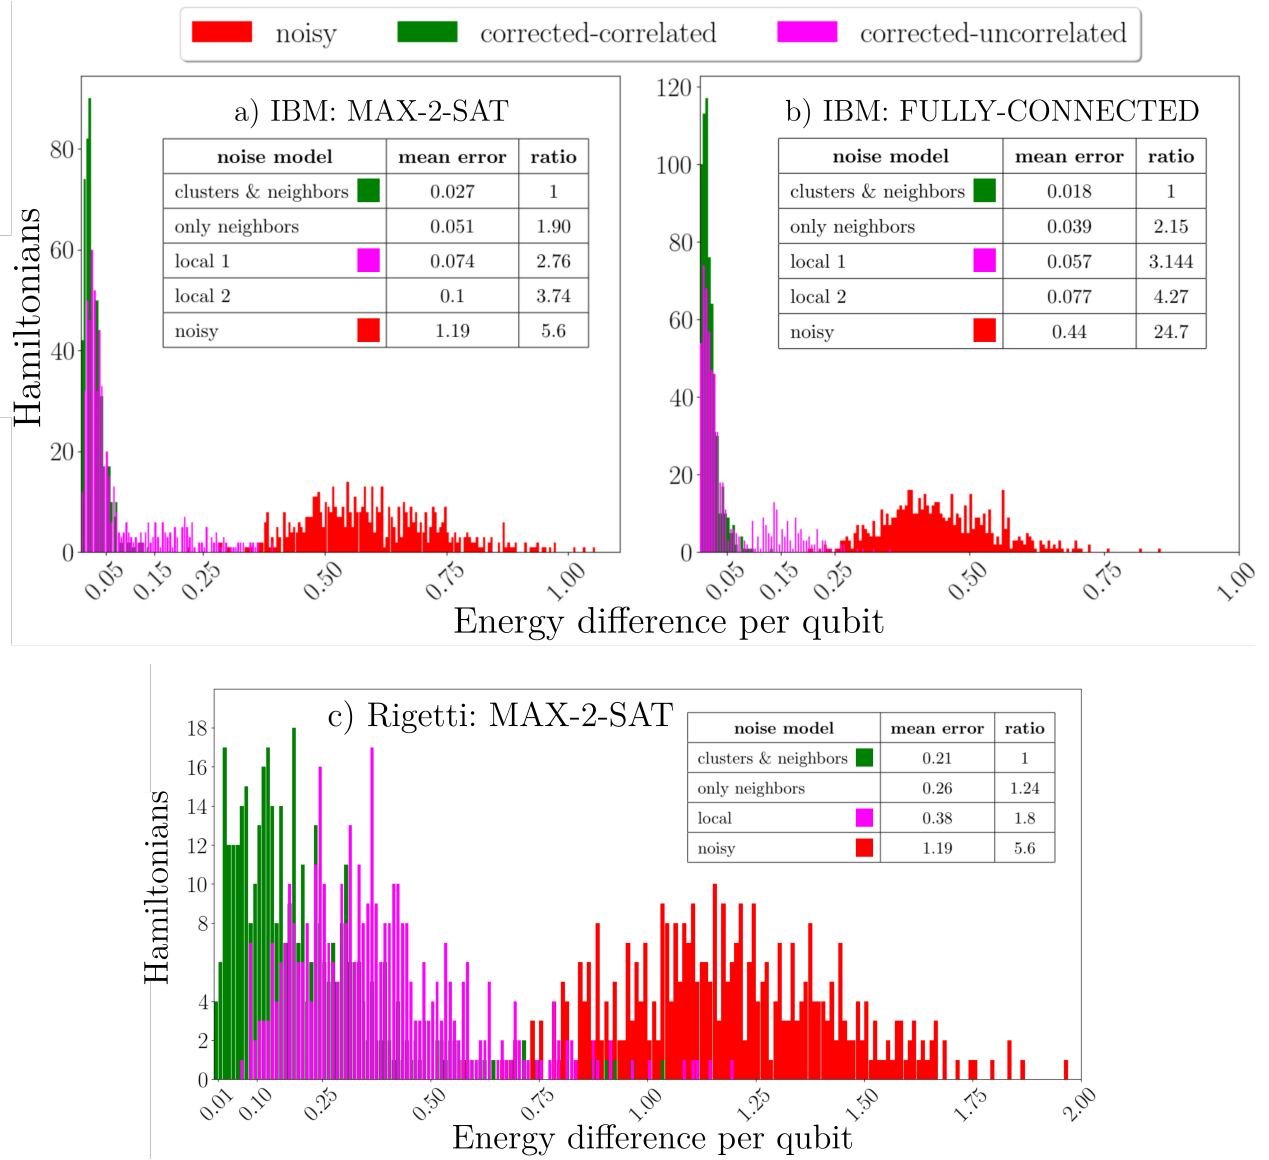 noisy corrected-correlated corrected-uncorrelated
a) IBM: MAX-2-SAT
noise model mean error ratio
clusters & neighbors 0.027 1
only neighbors 0.051 1.90
local 1 0.074 2.76
local 2 0.1 3.74
noisy 1.19 5.6
Hamiltonians
80
60
40
20
0
0.05 0.15 0.25 0.50 0.75 1.00
b) IBM: FULLY-CONNECTED
noise model mean error ratio
clusters & neighbors 0.018 1
only neighbors 0.039 2.15
local 1 0.057 3.144
local 2 0.077 4.27
noisy 0.44 24.7
120
100
80
60
40
20
0
0.05 0.15 0.25 0.50 0.75 1.00
Energy difference per qubit
c) Rigetti: MAX-2-SAT
noise model mean error ratio
clusters & neighbors 0.21 1
only neighbors 0.26 1.24
local 0.38 1.8
noisy 1.19 5.6
Hamiltonians
18
16
14
12
10
8
4
2
0
0.01 0.10 0.25 0.50 0.75 1.00 1.25 1.50 1.75 2.00
Energy difference per qubit